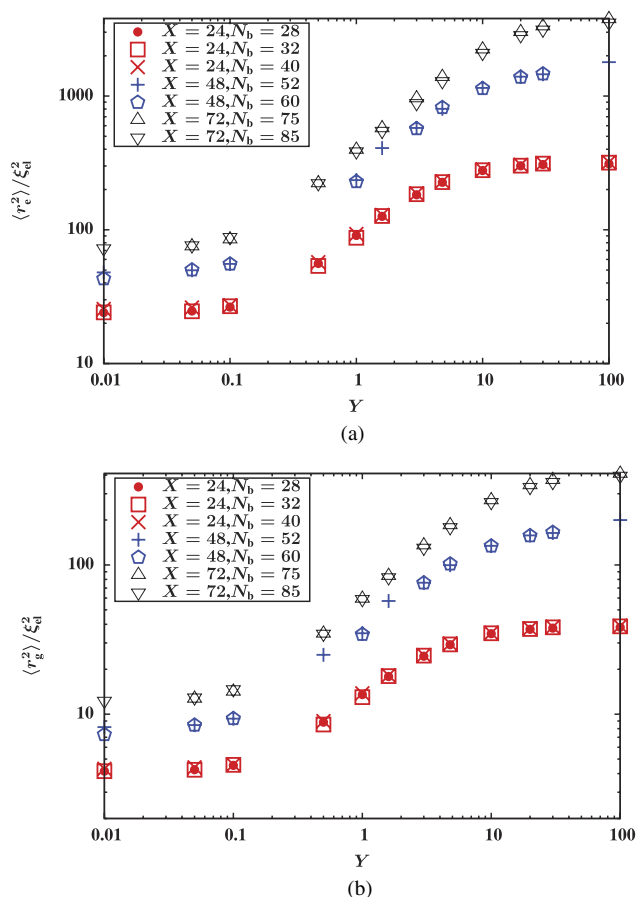 X = 24, N_b = 28
X = 24, N_b = 32
X = 24, N_b = 40
X = 48, N_b = 52
X = 48, N_b = 60
X = 72, N_b = 75
X = 72, N_b = 85
1000
100
10
⟨r_e^2⟩/ξ_el^2
0.01 0.1 1 10 100
Y
(a)
X = 24, N_b = 28
X = 24, N_b = 32
X = 24, N_b = 40
X = 48, N_b = 52
X = 48, N_b = 60
X = 72, N_b = 75
X = 72, N_b = 85
100
10
⟨r_g^2⟩/ξ_el^2
0.01 0.1 1 10 100
Y
(b)